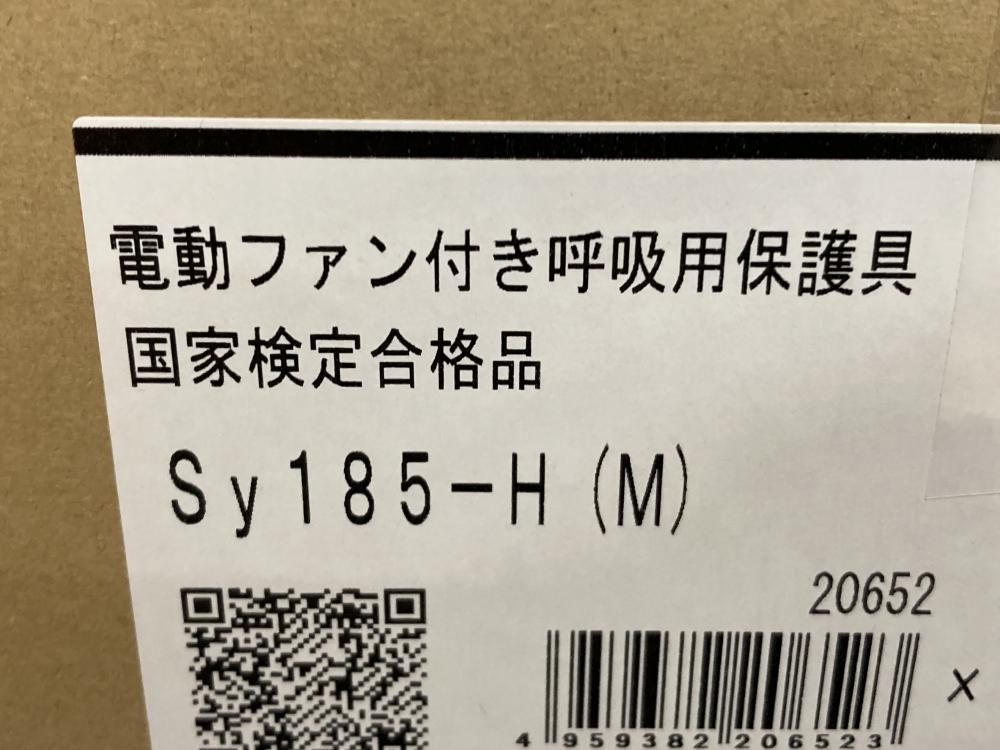 電動ファン付き呼吸用保護具
国家検定合格品
Sy185-H(M)
20652
×
4 959382 206523